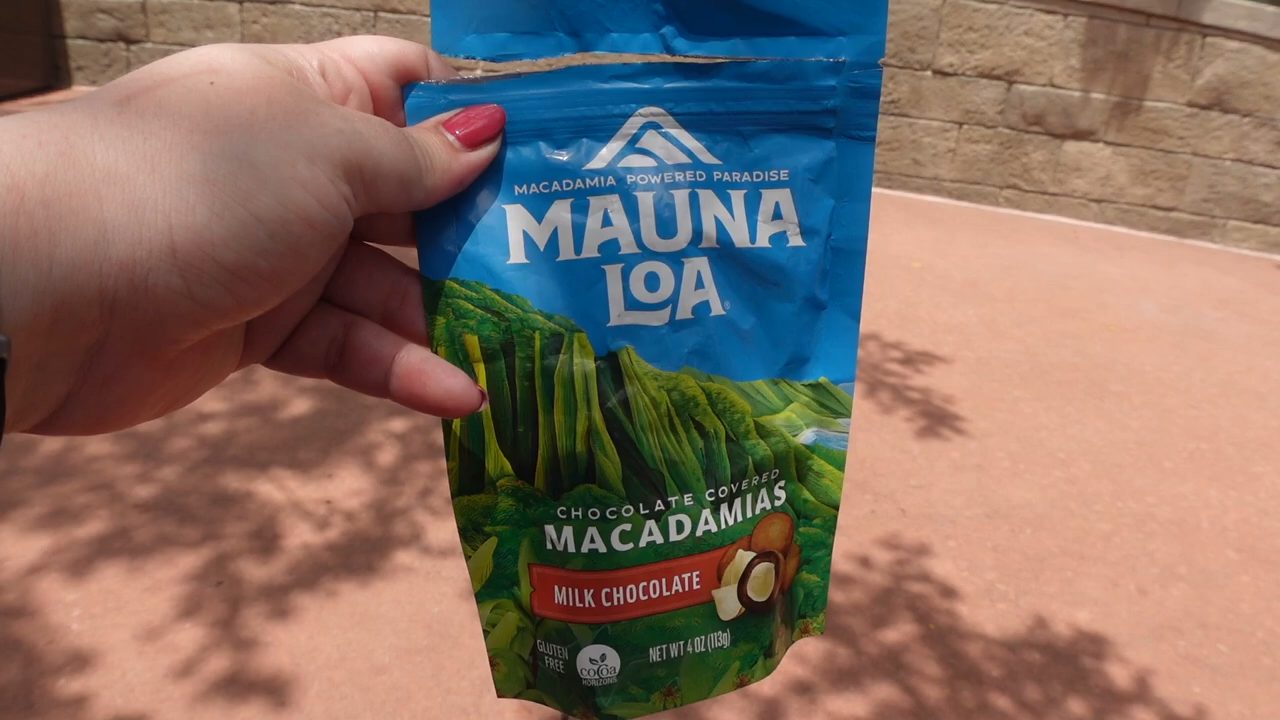 MACADAMIA POWERED PARADISE
MAUNA
LOA®
CHOCOLATE COVERED
MACADAMIAS
MILK CHOCOLATE
GLUTEN
FREE
cocoa
HORIZONS
NET WT 4 OZ (113g)